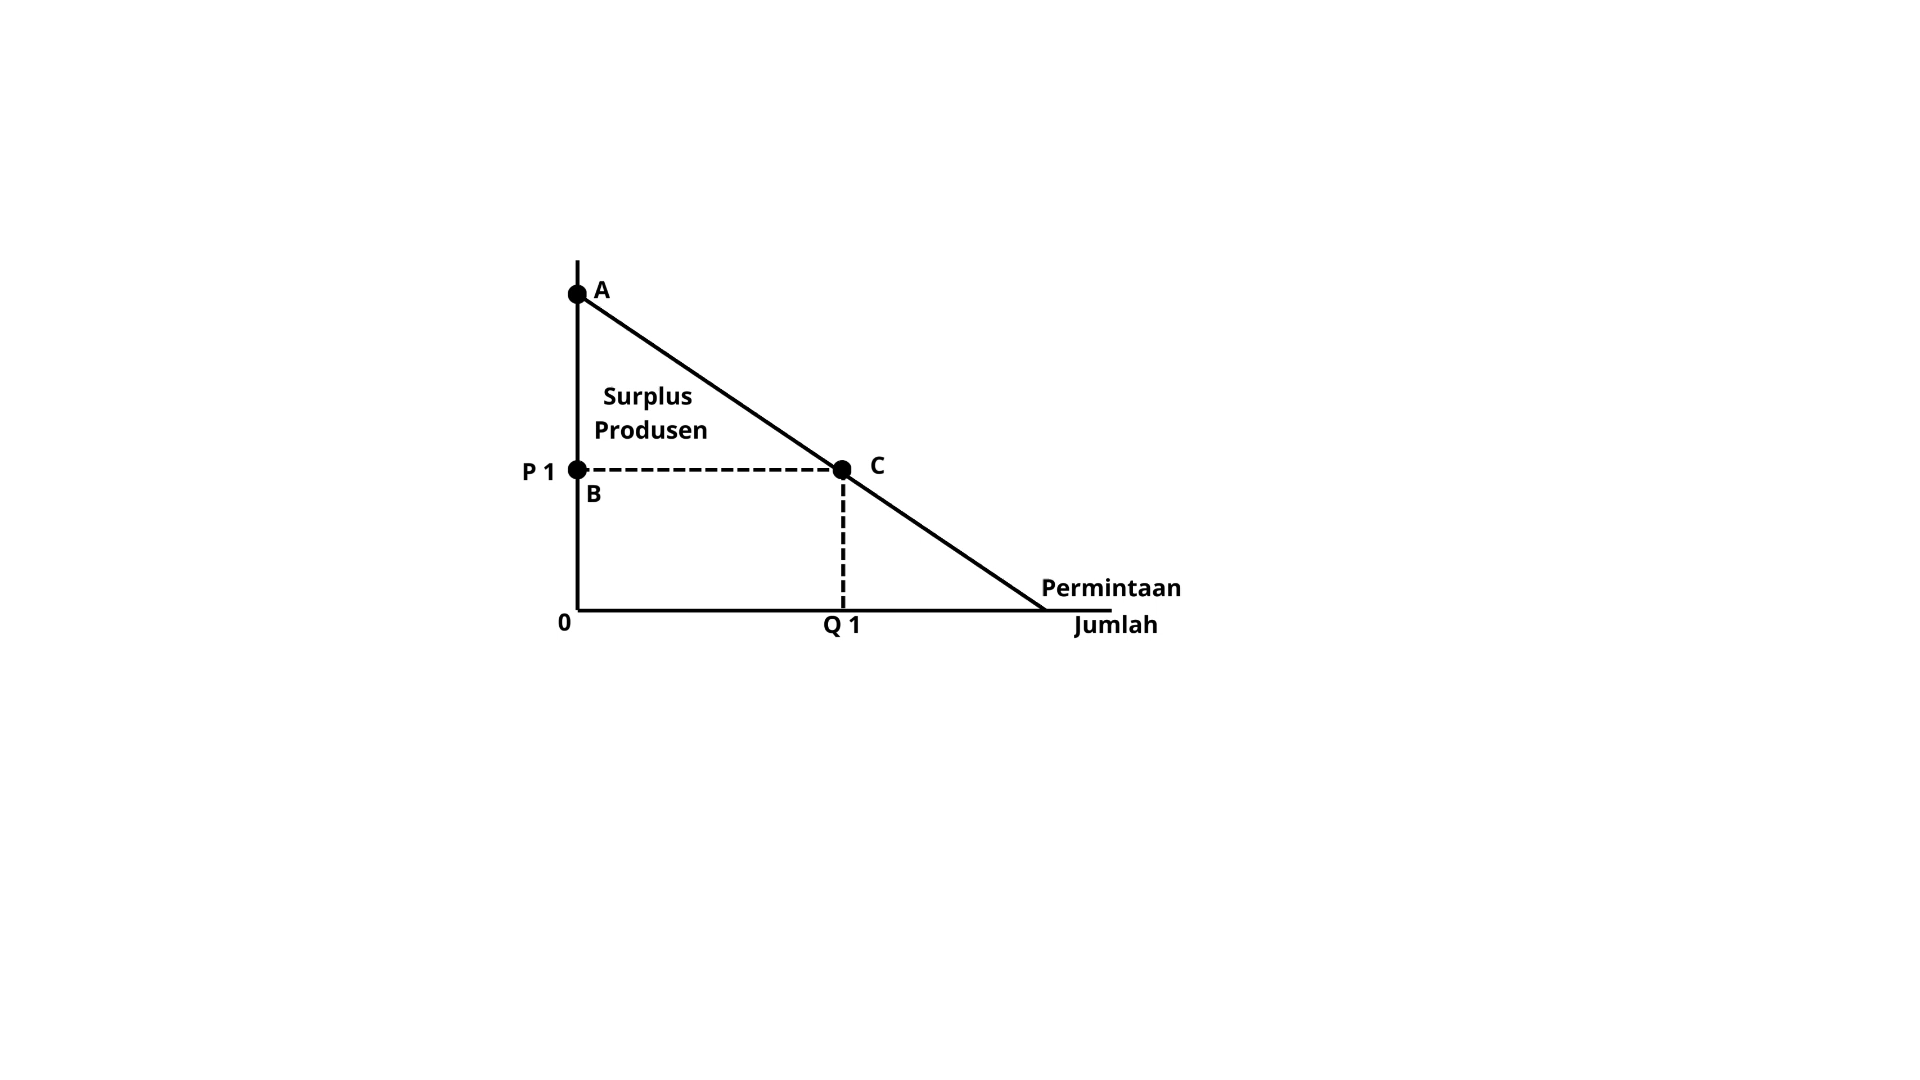 A
Surplus
Produsen
P 1
C
B
Permintaan
0
Q 1
Jumlah